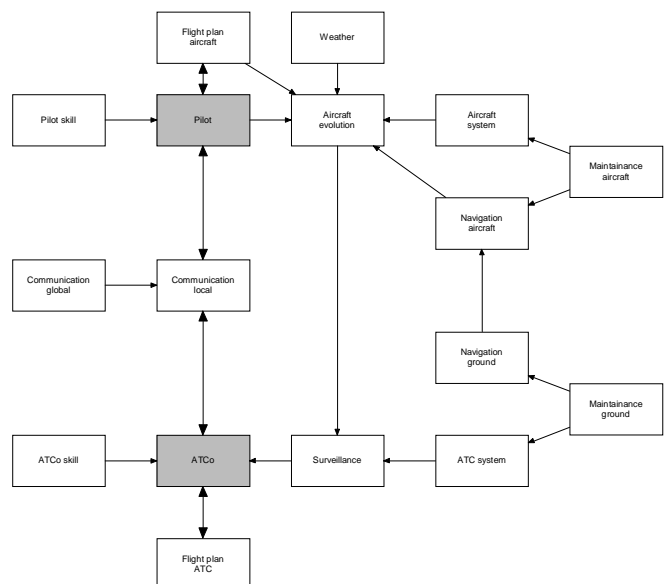 Flight plan
aircraft
Weather
Pilot skill
Pilot
Aircraft
evolution
Aircraft
system
Maintainance
aircraft
Navigation
aircraft
Communication
global
Communication
local
Navigation
ground
Maintainance
ground
ATCo skill
ATCo
Surveillance
ATC system
Flight plan
ATC